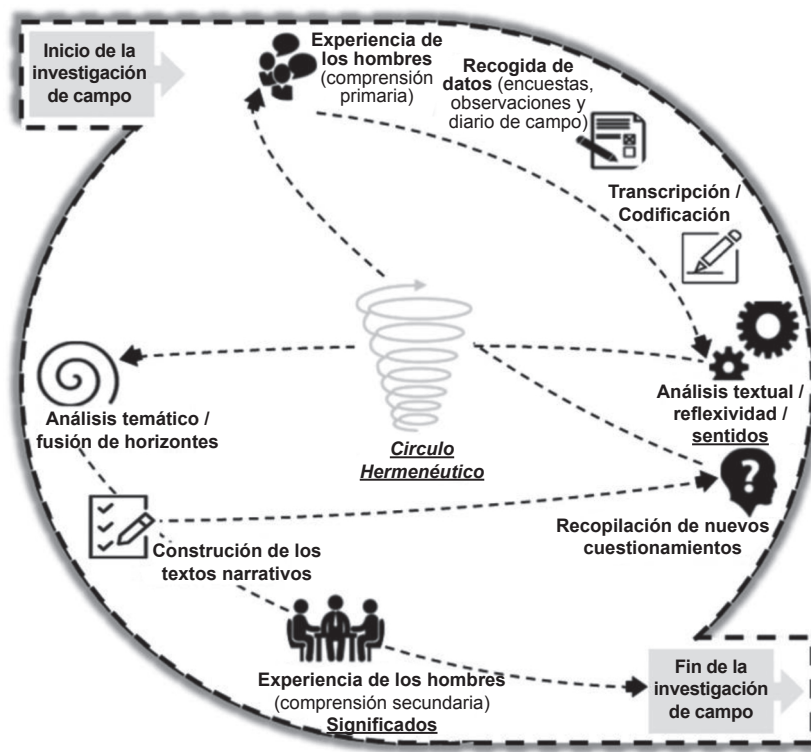 Inicio de la
investigación
de campo
Experiencia de
los hombres
(comprensión
primaria)
Recogida de
datos (encuestas,
observaciones y
diario de campo)
Transcripción /
Codificación
Análisis textual /
reflexividad /
sentidos
Análisis temático /
fusión de horizontes
Circulo
Hermenéutico
?
Recopilación de nuevos
cuestionamientos
Construción de los
textos narrativos
Experiencia de los hombres
(comprensión secundaria)
Significados
Fin de la
investigación
de campo